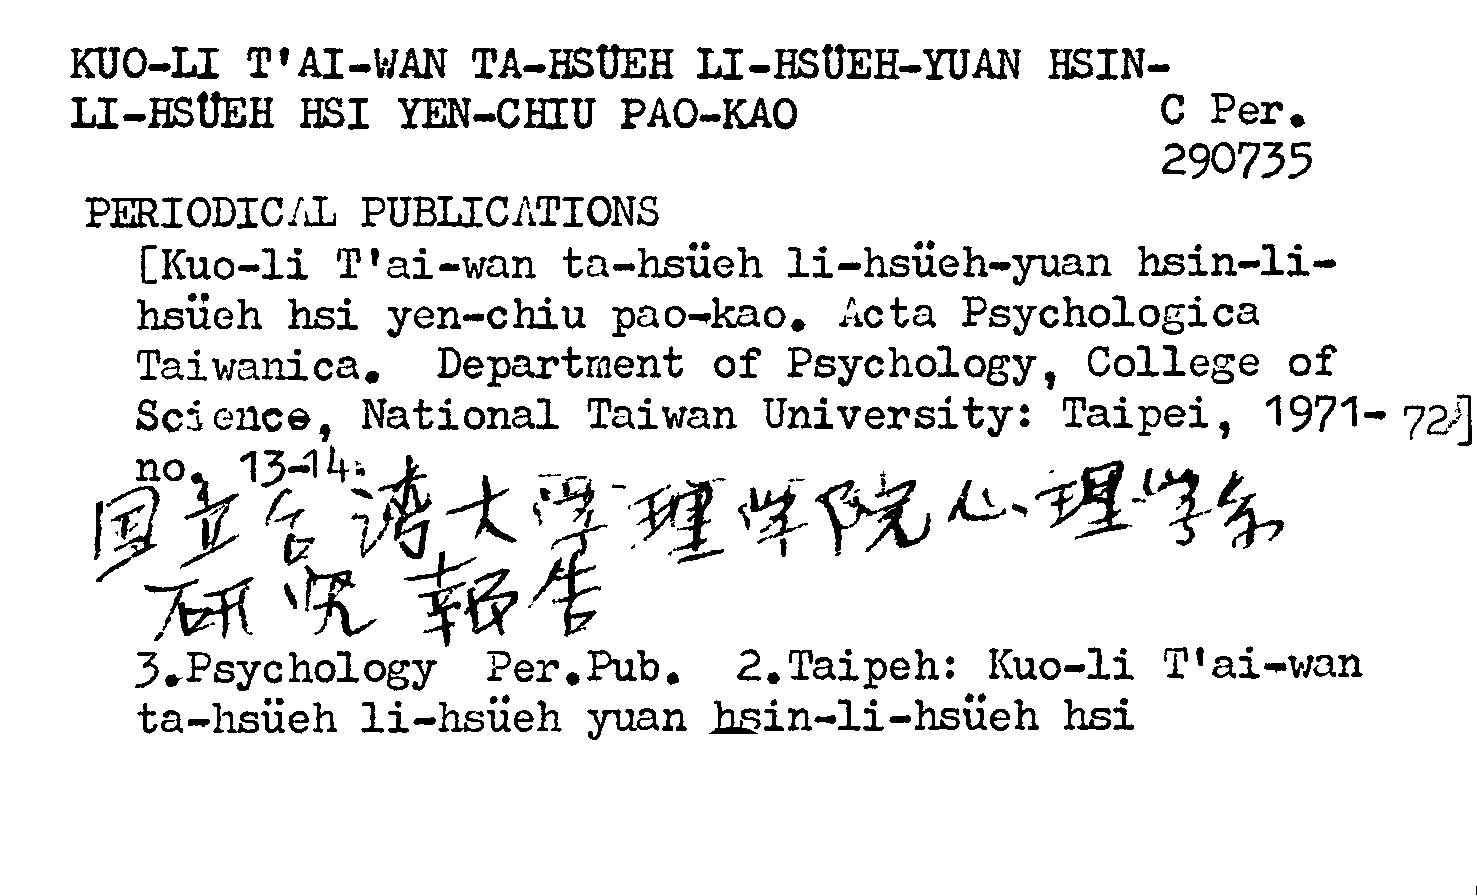 KUO-LI T'AI-WAN TA-HSÜEH LI-HSÜEH-YUAN HSIN-
LI-HSÜEH HSI YEN-CHIU PAO-KAO
C Per.
290735
PERIODICAL PUBLICATIONS
[Kuo-li T'ai-wan ta-hsüeh li-hsüeh-yuan hsin-li-
hsüeh hsi yen-chiu pao-kao. Acta Psychologica
Taiwanica. Department of Psychology, College of
Science, National Taiwan University: Taipei, 1971-72]
no. 13-14.
国立台湾大学理学院心理学系
研究報告
3.Psychology Per.Pub. 2.Taipeh: Kuo-li T'ai-wan
ta-hsüeh li-hsüeh yuan hsin-li-hsüeh hsi